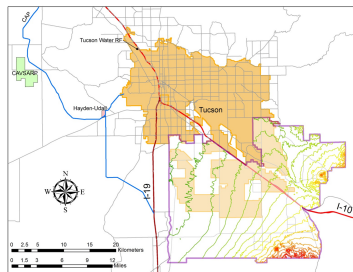 CAP
Tucson Water RF
CAVSARP
Hayden-Udall
Tucson
N
W
E
S
I-19
I-10
0 2.5 5 10 15 20
Kilometers
0 1.5 3 6 9 12
Miles